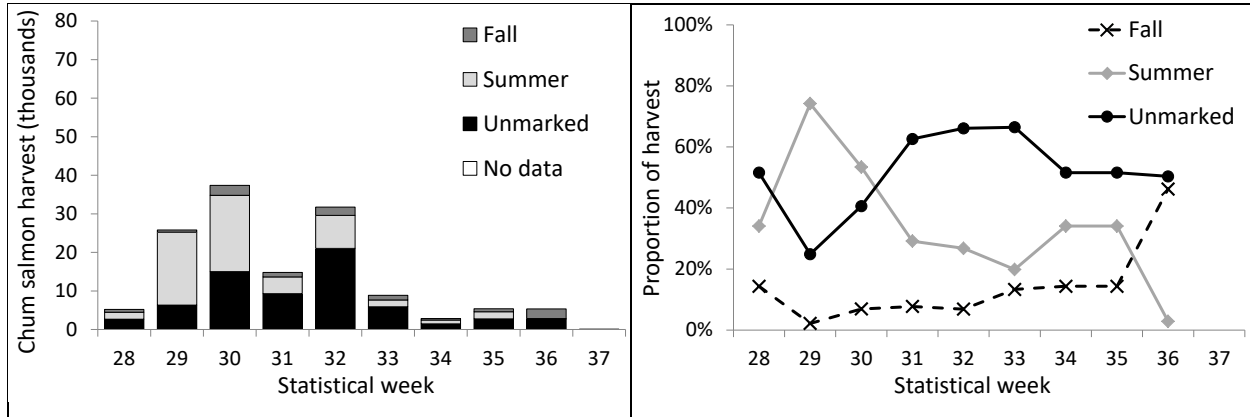 Chum salmon harvest (thousands)
80
70
60
50
40
30
20
10
0
Fall
Summer
Unmarked
No data
28 29 30 31 32 33 34 35 36 37
Statistical week
Proportion of harvest
100%
80%
60%
40%
20%
0%
Fall
Summer
Unmarked
28 29 30 31 32 33 34 35 36 37
Statistical week